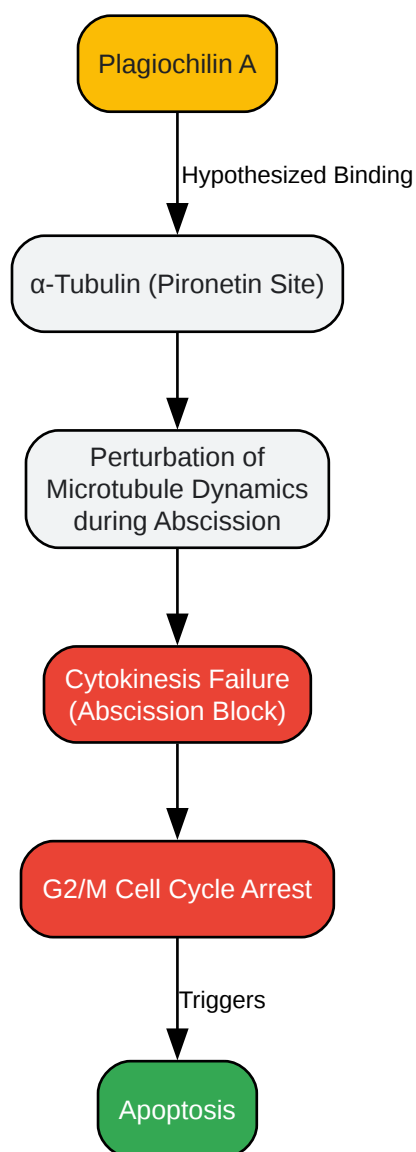 Plagiochilin A
Hypothesized Binding
α-Tubulin (Pironetin Site)
Perturbation of
Microtubule Dynamics
during Abscission
Cytokinesis Failure
(Abscission Block)
G2/M Cell Cycle Arrest
Triggers
Apoptosis